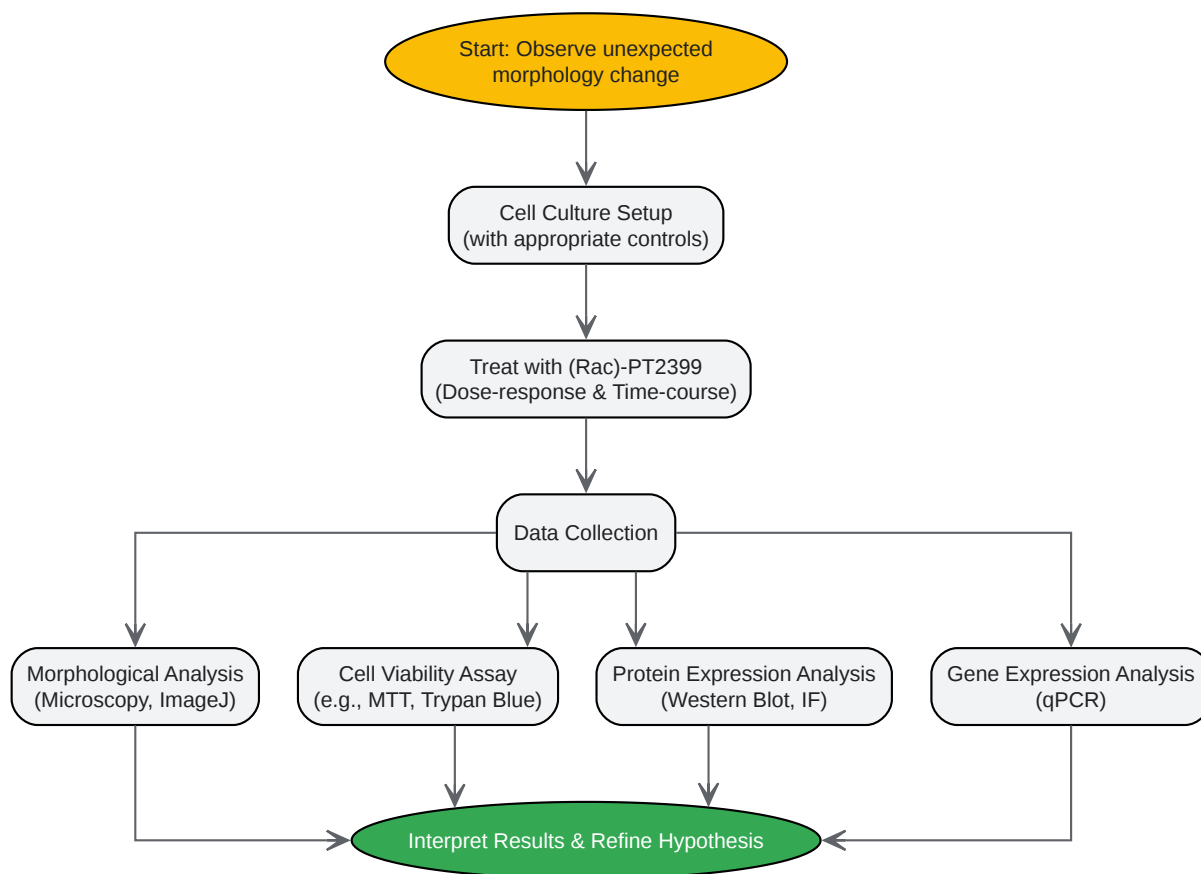 Start: Observe unexpected
morphology change
Cell Culture Setup
(with appropriate controls)
Treat with (Rac)-PT2399
(Dose-response & Time-course)
Data Collection
Morphological Analysis
(Microscopy, ImageJ)
Cell Viability Assay
(e.g., MTT, Trypan Blue)
Protein Expression Analysis
(Western Blot, IF)
Gene Expression Analysis
(qPCR)
Interpret Results & Refine Hypothesis